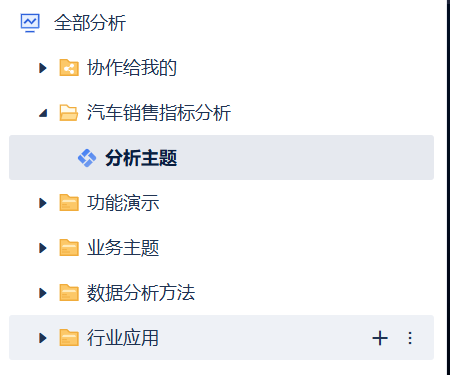 全部分析
协作给我的
汽车销售指标分析
分析主题
功能演示
业务主题
数据分析方法
行业应用